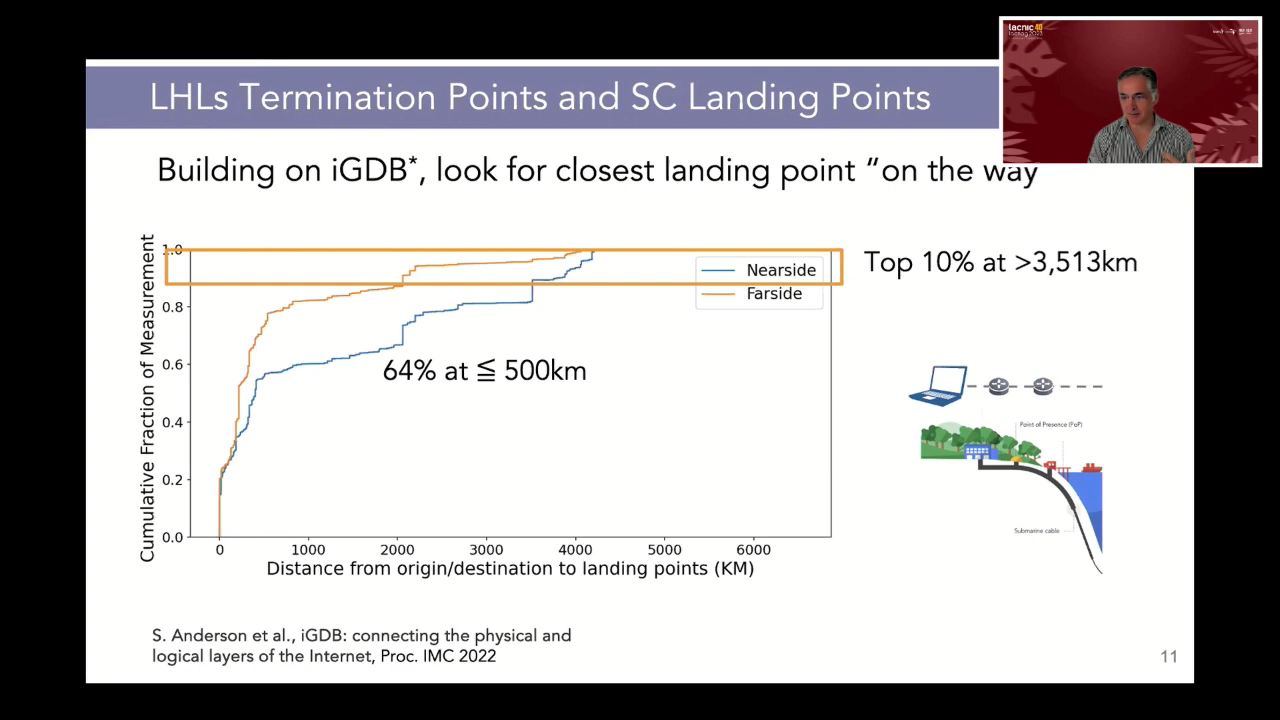 lacnic 40
LHLs Termination Points and SC Landing Points
Building on iGDB*, look for closest landing point “on the way
1.0
0.8
0.6
0.4
0.2
0.0
Cumulative Fraction of Measurement
Nearside
Farside
Top 10% at >3,513km
64% at ≦ 500km
0 1000 2000 3000 4000 5000 6000
Distance from origin/destination to landing points (KM)
Point of Presence (PoP)
Submarine cable
S. Anderson et al., iGDB: connecting the physical and
logical layers of the Internet, Proc. IMC 2022
11